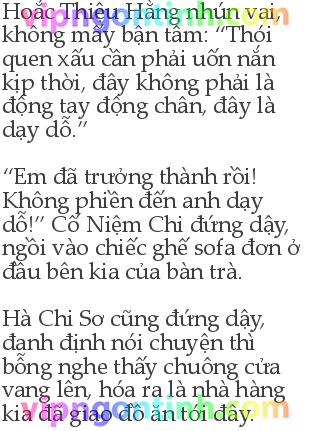 Hoắc Thiệu Hằng nhún vai,
không mấy bận tâm: “Thói
quen xấu cần phải uốn nắn
kịp thời, đây không phải là
động tay động chân, đây là
dạy dỗ.”
“Em đã trưởng thành rồi!
Không phiền đến anh dạy
dỗ!” Cố Niệm Chi đứng dậy,
ngồi vào chiếc ghế sofa đơn ở
đầu bên kia của bàn trà.
Hà Chi Sơ cũng đứng dậy,
đanh định nói chuyện thì
bỗng nghe thấy chuông cửa
vang lên, hóa ra là nhà hàng
kia đã giao đồ ăn tới đây.
vipngontinh.com
vipngontinh.com